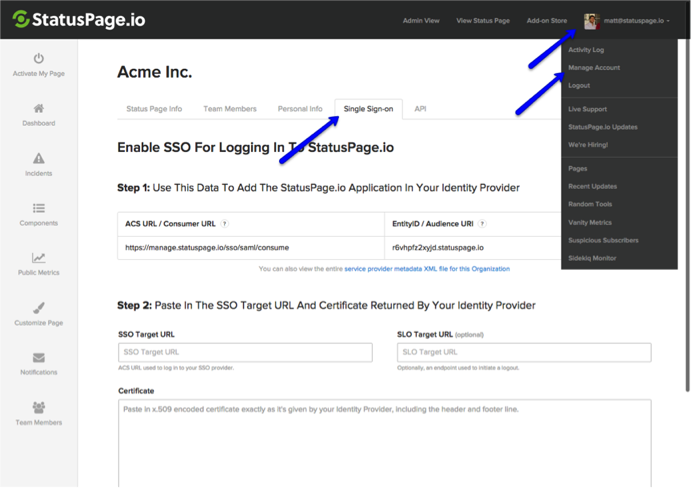 StatusPage.io
Admin View
View Status Page
Add-on Store
matt@statuspage.io
Activity Log
Manage Account
Logout
Live Support
StatusPage.io Updates
We're Hiring!
Pages
Recent Updates
Random Tools
Vanity Metrics
Suspicious Subscribers
Sidekiq Monitor
Activate My Page
Dashboard
Incidents
Components
Public Metrics
Customize Page
Notifications
Team Members
Acme Inc.
Status Page Info
Team Members
Personal Info
Single Sign-on
API
Enable SSO For Logging In To StatusPage.io
Step 1: Use This Data To Add The StatusPage.io Application In Your Identity Provider
ACS URL / Consumer URL ?
EntityID / Audience URI ?
https://manage.statuspage.io/sso/saml/consume
r6vhpfz2xyjd.statuspage.io
You can also view the entire service provider metadata XML file for this Organization
Step 2: Paste In The SSO Target URL And Certificate Returned By Your Identity Provider
SSO Target URL
SSO Target URL
ACS URL used to log in to your SSO provider.
SLO Target URL (optional)
SLO Target URL
Optionally, an endpoint used to initiate a logout.
Certificate
Paste in x.509 encoded certificate exactly as it's given by your Identity Provider, including the header and footer line.